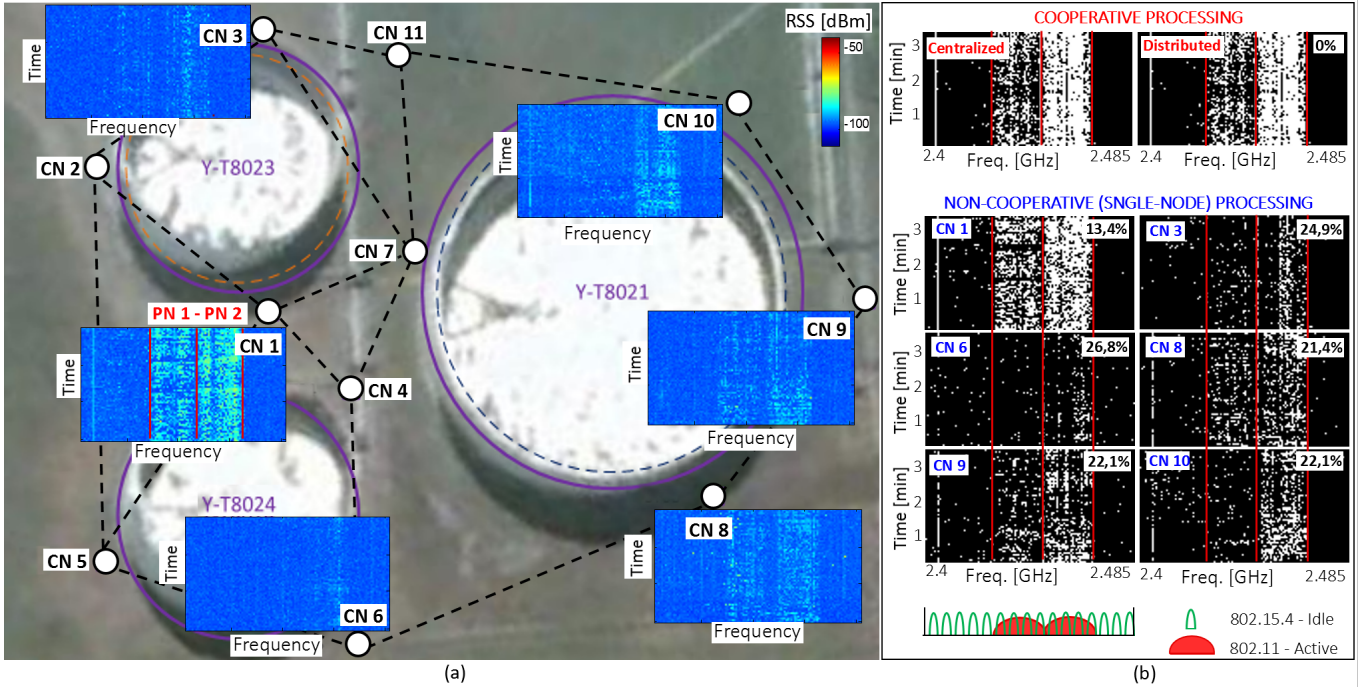 CN 3
CN 11
RSS [dBm]
-50
-100
Time
Frequency
CN 2
Y-T8023
CN 10
Time
Frequency
CN 7
Y-T8021
PN 1 - PN 2
CN 1
Time
Frequency
CN 9
Time
Frequency
CN 4
Y-T8024
CN 5
Time
CN 6
Frequency
CN 8
Time
Frequency
(a)
COOPERATIVE PROCESSING
Centralized
Distributed
0%
Time [min]
3
2
1
2.4
Freq. [GHz]
2.485
2.4
Freq. [GHz]
2.485
NON-COOPERATIVE (SNGLE-NODE) PROCESSING
CN 1
13,4%
CN 3
24,9%
Time [min]
3
2
1
CN 6
26,8%
CN 8
21,4%
Time [min]
3
2
1
CN 9
22,1%
CN 10
22,1%
Time [min]
3
2
1
2.4
Freq. [GHz]
2.485
2.4
Freq. [GHz]
2.485
802.15.4 - Idle
802.11 - Active
(b)